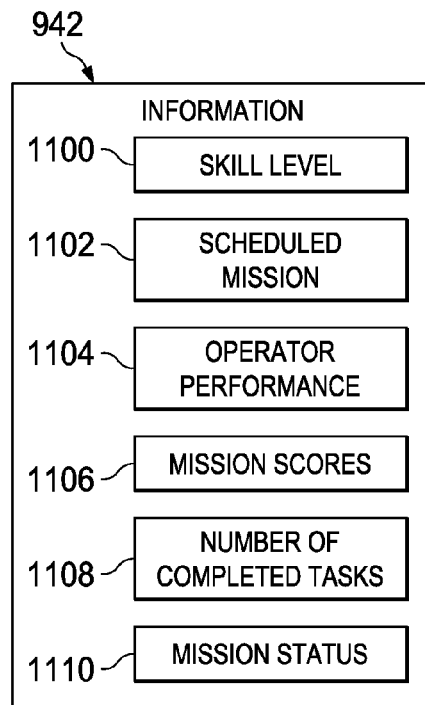 942
INFORMATION
1100
SKILL LEVEL
1102
SCHEDULED
MISSION
1104
OPERATOR
PERFORMANCE
1106
MISSION SCORES
1108
NUMBER OF
COMPLETED TASKS
1110
MISSION STATUS